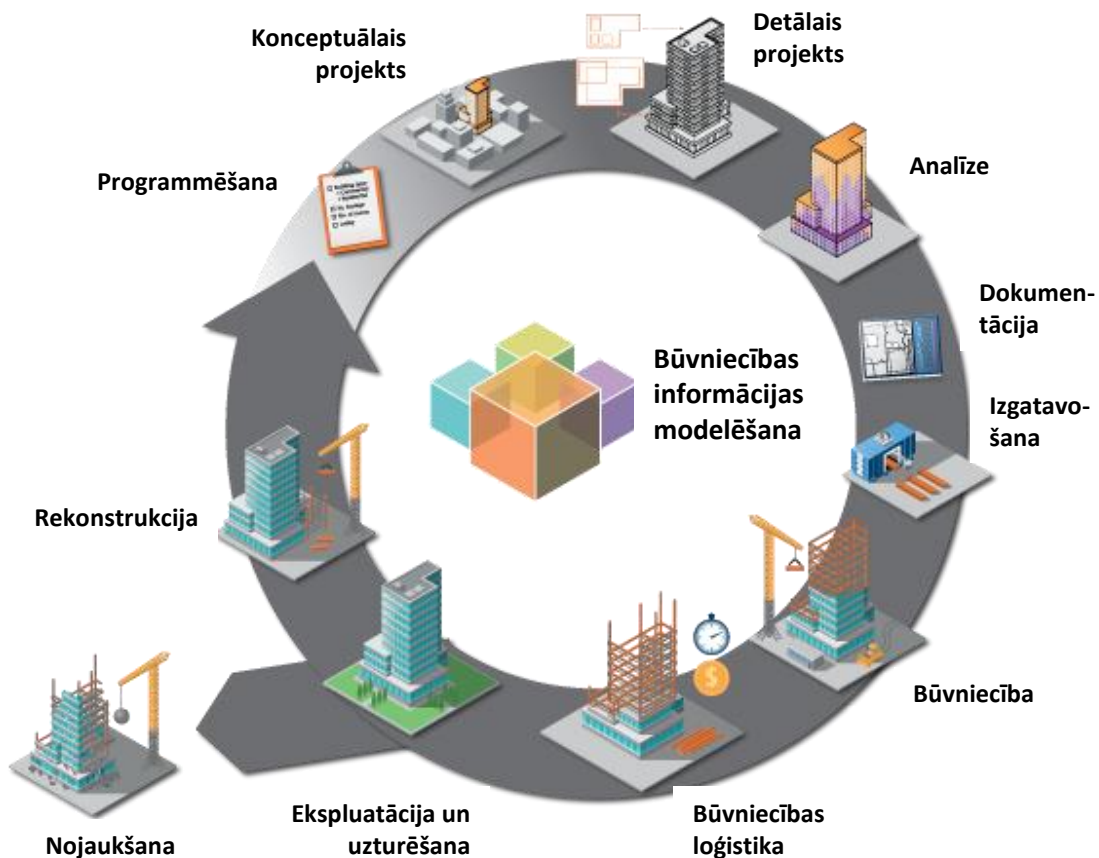 Konceptuālais
projekts
Detālais
projekts
Programmēšana
Analīze
Dokumen-
tācija
Būvniecības
informācijas
modelēšana
Izgatavo-
šana
Rekonstrukcija
Būvniecība
Būvniecības
loģistika
Ekspluatācija un
uzturēšana
Nojaukšana